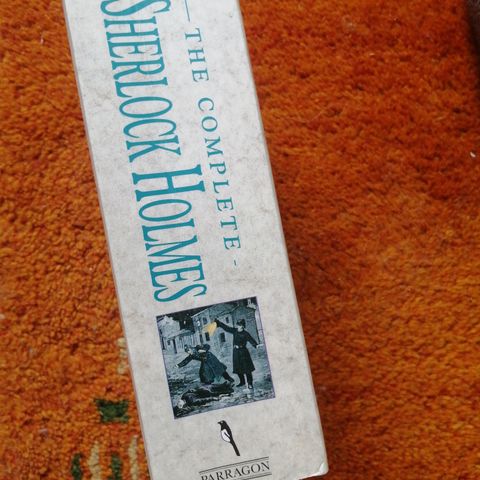 — THE COMPLETE -
SHERLOCK HOLMES
PARRAGON